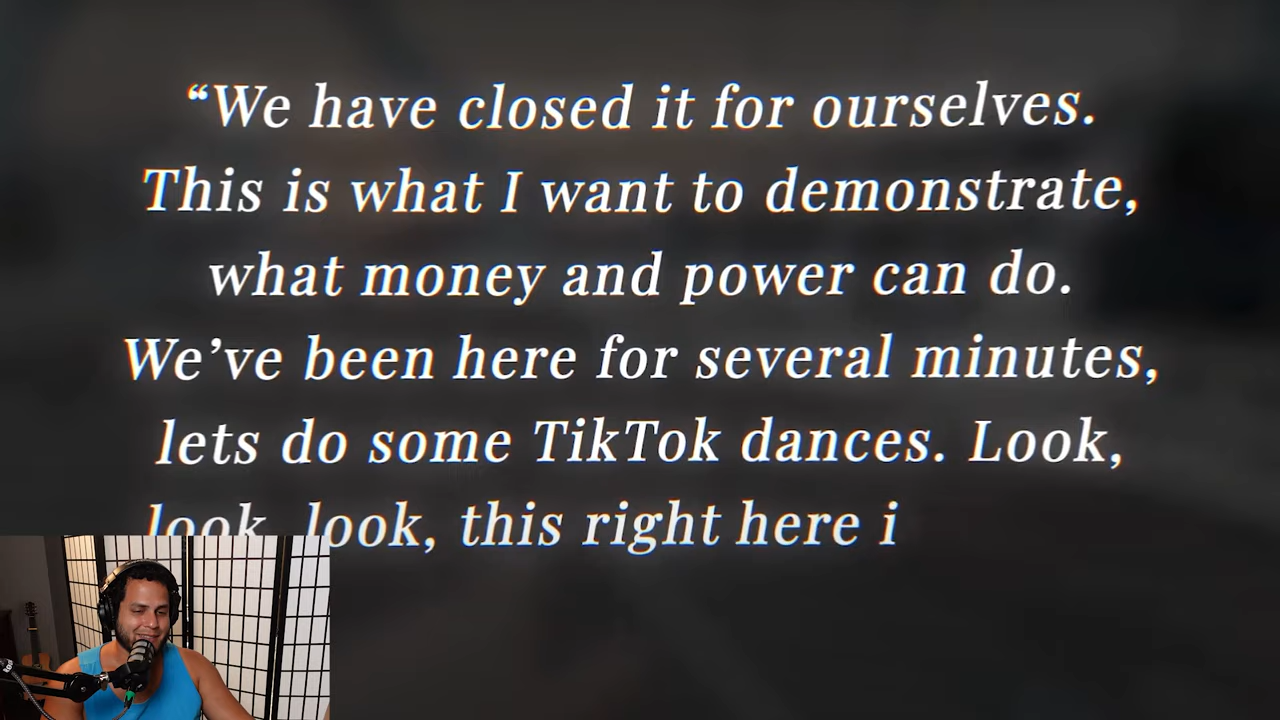 “We have closed it for ourselves.
This is what I want to demonstrate,
what money and power can do.
We’ve been here for several minutes,
lets do some TikTok dances. Look,
look, look, this right here i